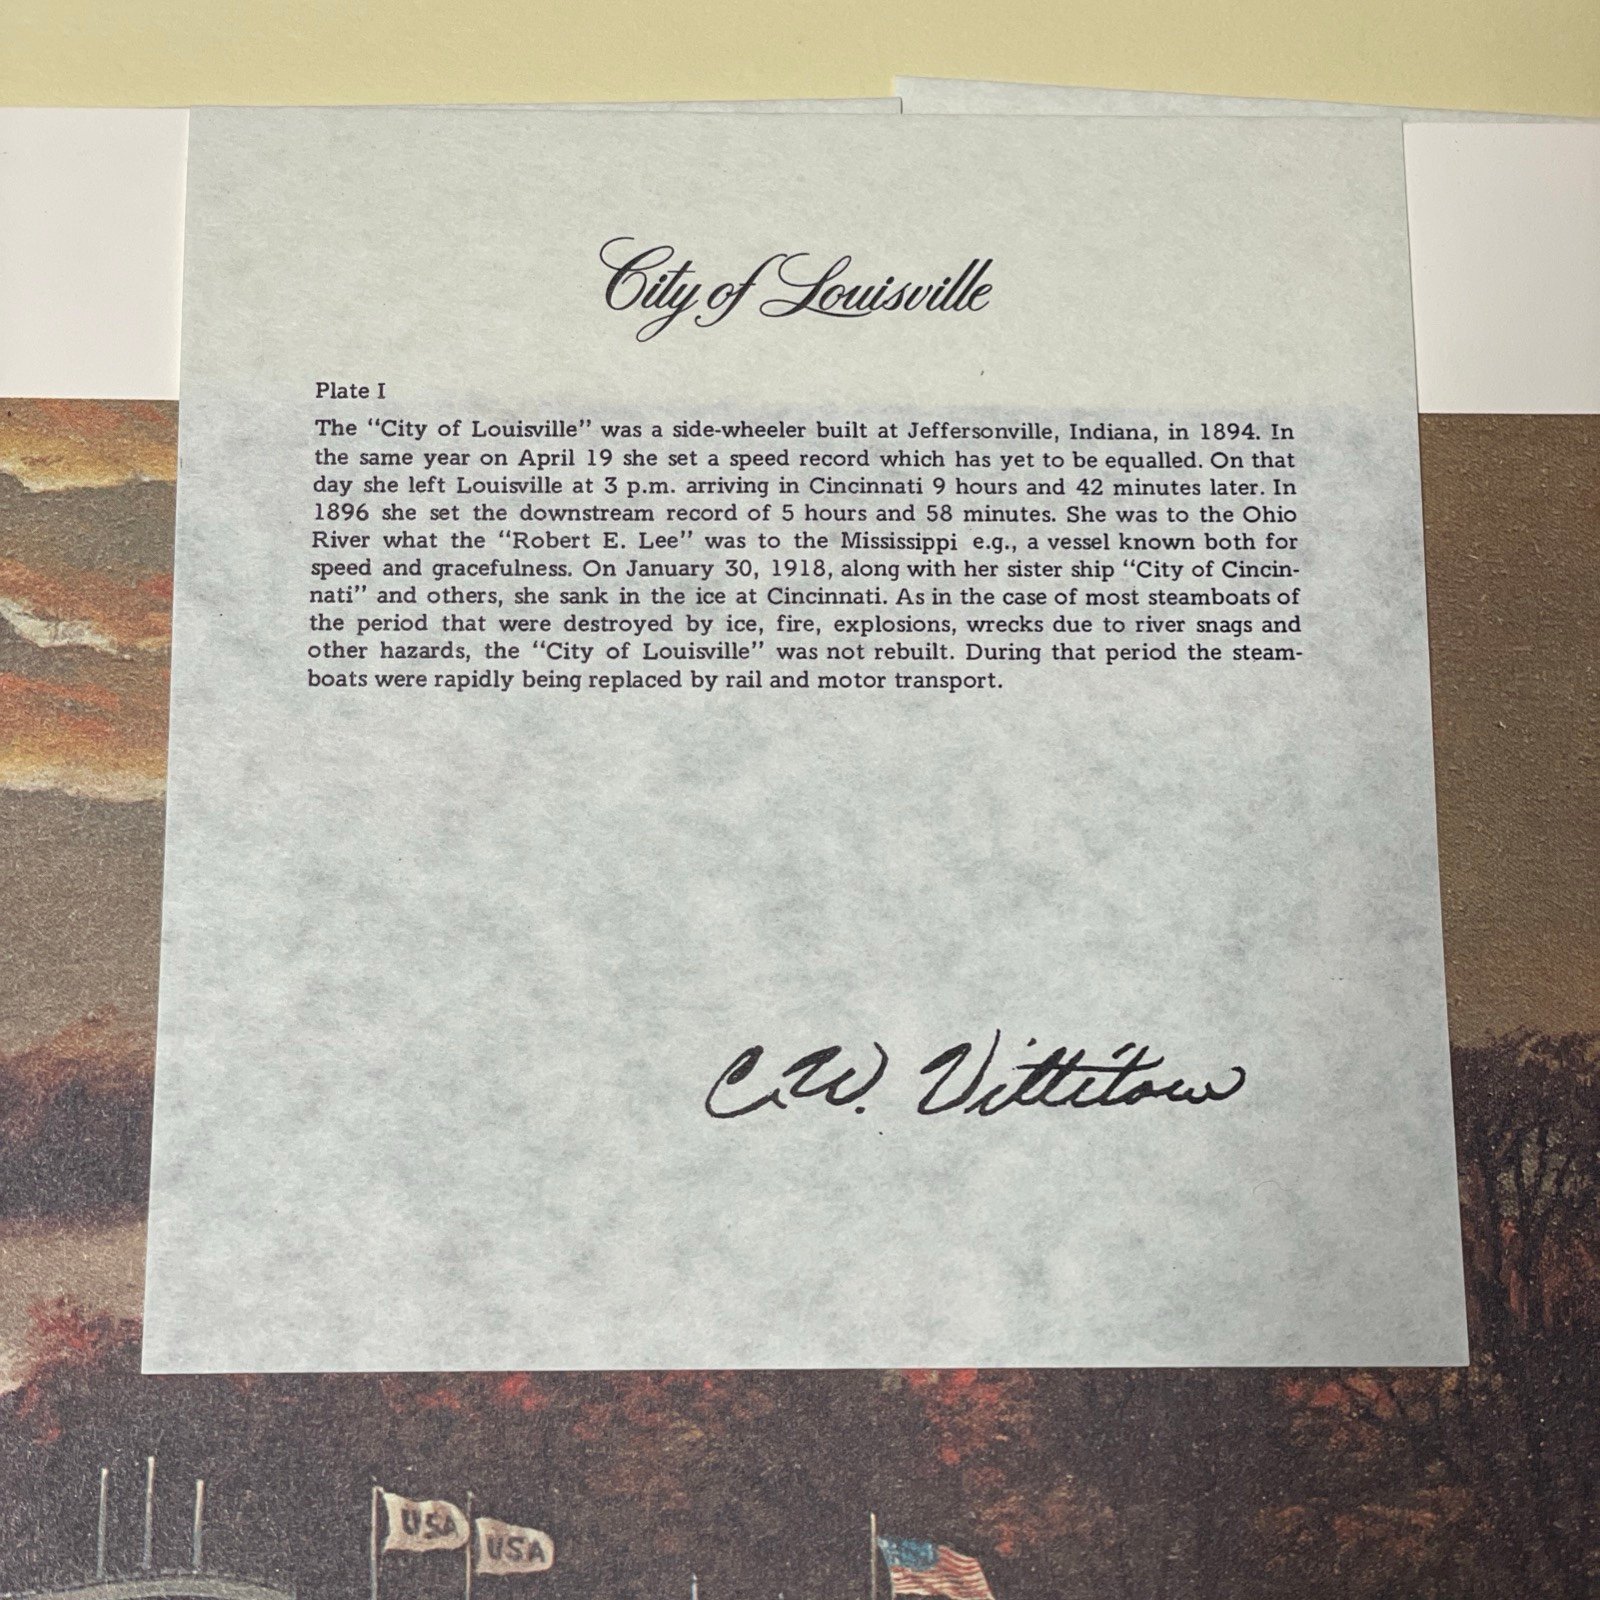 City of Louisville
Plate I
The “City of Louisville” was a side-wheeler built at Jeffersonville, Indiana, in 1894. In
the same year on April 19 she set a speed record which has yet to be equalled. On that
day she left Louisville at 3 p.m. arriving in Cincinnati 9 hours and 42 minutes later. In
1896 she set the downstream record of 5 hours and 58 minutes. She was to the Ohio
River what the “Robert E. Lee” was to the Mississippi e.g., a vessel known both for
speed and gracefulness. On January 30, 1918, along with her sister ship “City of Cincin-
nati” and others, she sank in the ice at Cincinnati. As in the case of most steamboats of
the period that were destroyed by ice, fire, explosions, wrecks due to river snags and
other hazards, the “City of Louisville” was not rebuilt. During that period the steam-
boats were rapidly being replaced by rail and motor transport.
C.W. Vittitow
USA
USA